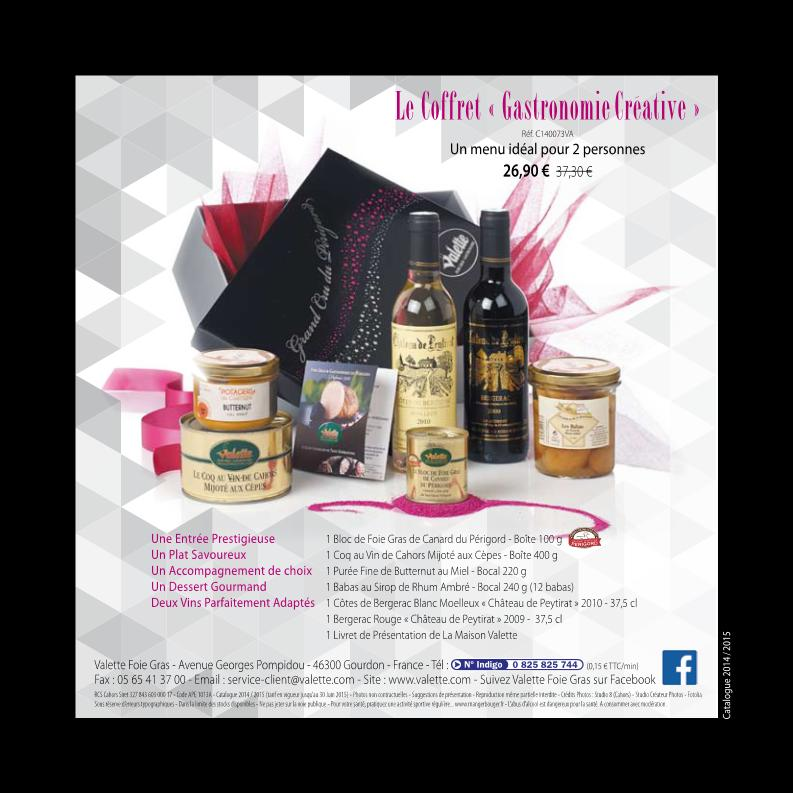 Le Coffret « Gastronomie Créative »
Réf. C140073VA
Un menu idéal pour 2 personnes
26,90 € 37,30 €
Grand Cru du Périgord
Valette
Château de Peytirat
2010
Château de Peytirat
BERGERAC
2009
POTAGERS
BUTTERNUT
Valette
LE COQ AU VIN DE CAHORS
MIJOTÉ AUX CÈPES
Valette
LE BLOC DE FOIE GRAS
DE CANARD
DU PÉRIGORD
Les Babas
Une Entrée Prestigieuse 1 Bloc de Foie Gras de Canard du Périgord - Boîte 100 g PÉRIGORD
Un Plat Savoureux 1 Coq au Vin de Cahors Mijoté aux Cèpes - Boîte 400 g
Un Accompagnement de choix 1 Purée Fine de Butternut au Miel - Bocal 220 g
Un Dessert Gourmand 1 Babas au Sirop de Rhum Ambré - Bocal 240 g (12 babas)
Deux Vins Parfaitement Adaptés 1 Côtes de Bergerac Blanc Moelleux « Château de Peytirat » 2010 - 37,5 cl
1 Bergerac Rouge « Château de Peytirat » 2009 - 37,5 cl
1 Livret de Présentation de La Maison Valette
Valette Foie Gras - Avenue Georges Pompidou - 46300 Gourdon - France - Tél : N° Indigo 0 825 825 744 (0,15 € TTC/min)
Fax : 05 65 41 37 00 - Email : service-client@valette.com - Site : www.valette.com - Suivez Valette Foie Gras sur Facebook
RCS Cahors Siret 327 843 603 000 17 - Code APE 1013A - Catalogue 2014 / 2015 (tarif en vigueur jusqu'au 30 Juin 2015) - Photos non contractuelles - Suggestions de présentation - Reproduction même partielle interdite - Crédits Photos : Studio 8 (Cahors) - Studio Créateur Photos - Fotolia
Sous réserve d'erreurs typographiques - Dans la limite des stocks disponibles - Ne pas jeter sur la voie publique - Pour votre santé, pratiquez une activité sportive régulière... www.mangerbouger.fr - L'abus d'alcool est dangereux pour la santé. A consommer avec modération.
Catalogue 2014 / 2015